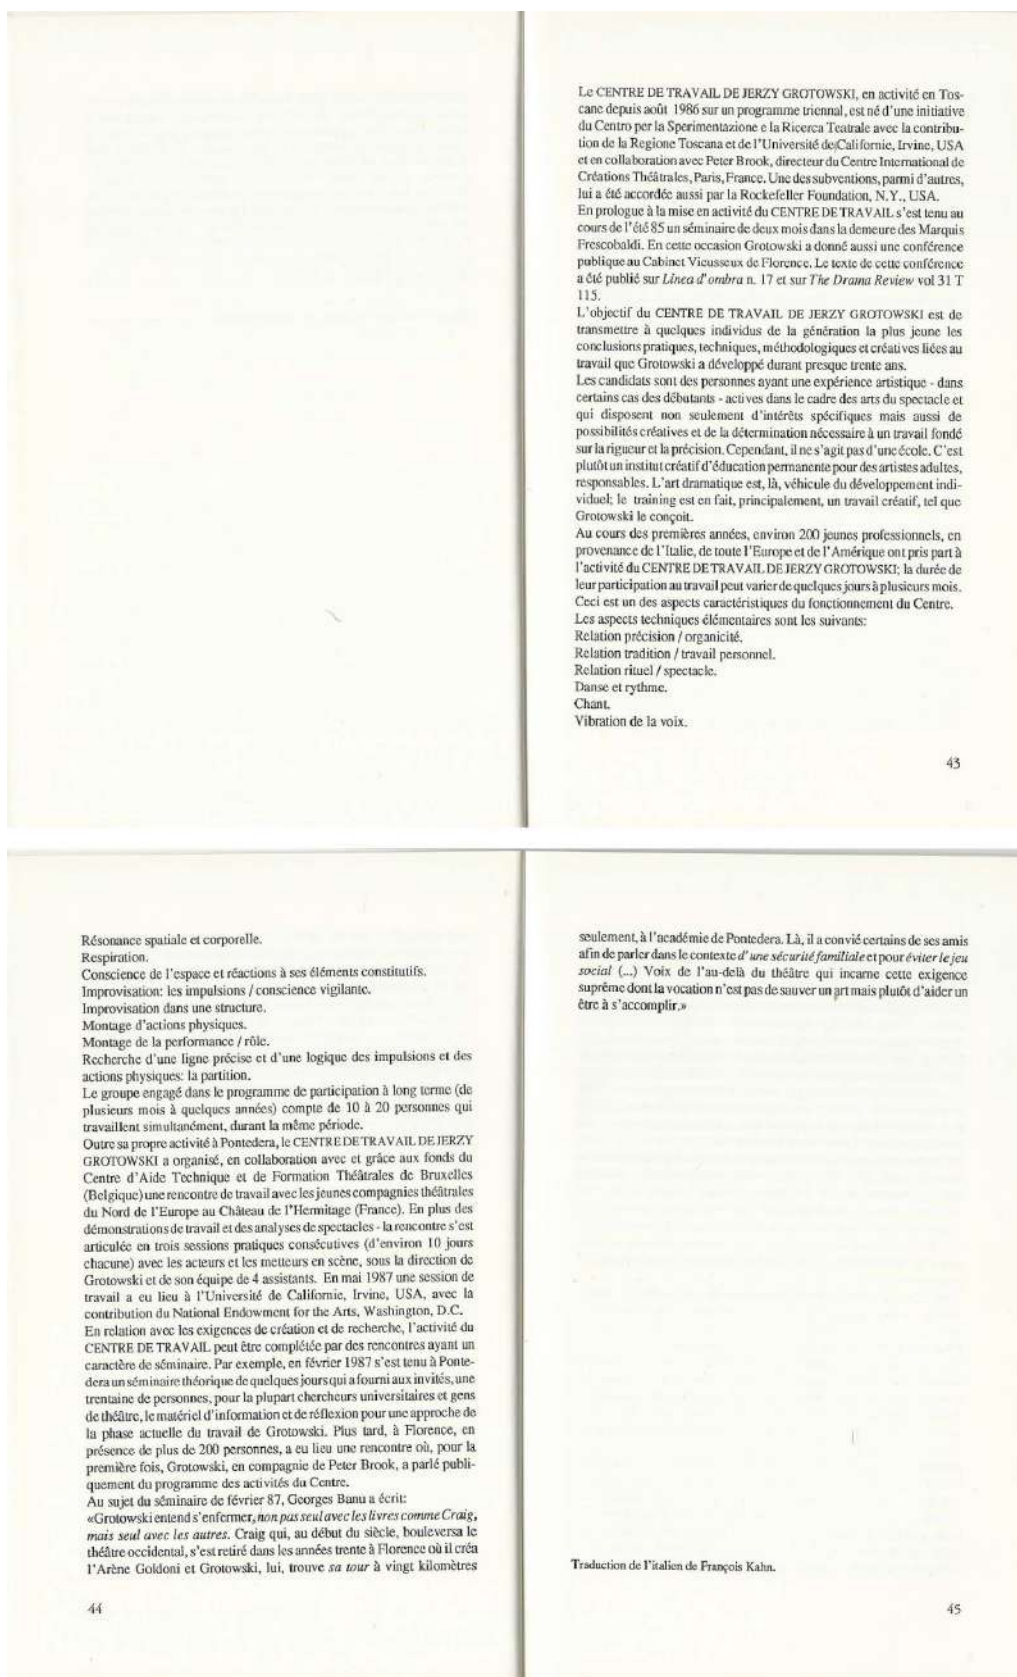 Le CENTRE DE TRAVAIL DE JERZY GROTOWSKI, en activité en Tos-
cane depuis août 1986 sur un programme triennal, est né d'une initiative
du Centro per la Sperimentazione e la Ricerca Teatrale avec la contribu-
tion de la Regione Toscana et de l'Université de Californie, Irvine, USA
et en collaboration avec Peter Brook, directeur du Centre International de
Créations Théâtrales, Paris, France. Une des subventions, parmi d'autres,
lui a été accordée aussi par la Rockefeller Foundation, N.Y., USA.
En prologue à la mise en activité du CENTRE DE TRAVAIL s'est tenu au
cours de l'été 85 un séminaire de deux mois dans la demeure des Marquis
Frescobaldi. En cette occasion Grotowski a donné aussi une conférence
publique au Cabinet Vieusseux de Florence. Le texte de cette conférence
a été publié sur Linea d'ombra n. 17 et sur The Drama Review vol 31 T
115.
L'objectif du CENTRE DE TRAVAIL DE JERZY GROTOWSKI est de
transmettre à quelques individus de la génération la plus jeune les
conclusions pratiques, techniques, méthodologiques et créatives liées au
travail que Grotowski a développé durant presque trente ans.
Les candidats sont des personnes ayant une expérience artistique - dans
certains cas des débutants - actives dans le cadre des arts du spectacle et
qui disposent non seulement d'intérêts spécifiques mais aussi de
possibilités créatives et de la détermination nécessaire à un travail fondé
sur la rigueur et la précision. Cependant, il ne s'agit pas d'une école. C'est
plutôt un institut créatif d'éducation permanente pour des artistes adultes,
responsables. L'art dramatique est, là, véhicule du développement indi-
viduel; le training est en fait, principalement, un travail créatif, tel que
Grotowski le conçoit.
Au cours des premières années, environ 200 jeunes professionnels, en
provenance de l'Italie, de toute l'Europe et de l'Amérique ont pris part à
l'activité du CENTRE DE TRAVAIL DE JERZY GROTOWSKI; la durée de
leur participation au travail peut varier de quelques jours à plusieurs mois.
Ceci est un des aspects caractéristiques du fonctionnement du Centre.
Les aspects techniques élémentaires sont les suivants:
Relation précision / organicité.
Relation tradition / travail personnel.
Relation rituel / spectacle.
Danse et rythme.
Chant.
Vibration de la voix.
43
Résonance spatiale et corporelle.
Respiration.
Conscience de l'espace et réactions à ses éléments constitutifs.
Improvisation: les impulsions / conscience vigilante.
Improvisation dans une structure.
Montage d'actions physiques.
Montage de la performance / rôle.
Recherche d'une ligne précise et d'une logique des impulsions et des
actions physiques: la partition.
Le groupe engagé dans le programme de participation à long terme (de
plusieurs mois à quelques années) compte de 10 à 20 personnes qui
travaillent simultanément, durant la même période.
Outre sa propre activité à Pontedera, le CENTRE DE TRAVAIL DE JERZY
GROTOWSKI a organisé, en collaboration avec et grâce aux fonds du
Centre d'Aide Technique et de Formation Théâtrales de Bruxelles
(Belgique) une rencontre de travail avec les jeunes compagnies théâtrales
du Nord de l'Europe au Château de l'Hermitage (France). En plus des
démonstrations de travail et des analyses de spectacles - la rencontre s'est
articulée en trois sessions pratiques consécutives (d'environ 10 jours
chacune) avec les acteurs et les metteurs en scène, sous la direction de
Grotowski et de son équipe de 4 assistants. En mai 1987 une session de
travail a eu lieu à l'Université de Californie, Irvine, USA, avec la
contribution du National Endowment for the Arts, Washington, D.C.
En relation avec les exigences de création et de recherche, l'activité du
CENTRE DE TRAVAIL peut être complétée par des rencontres ayant un
caractère de séminaire. Par exemple, en février 1987 s'est tenu à Ponte-
dera un séminaire théorique de quelques jours qui a fourni aux invités, une
trentaine de personnes, pour la plupart chercheurs universitaires et gens
de théâtre, le matériel d'information et de réflexion pour une approche de
la phase actuelle du travail de Grotowski. Plus tard, à Florence, en
présence de plus de 200 personnes, a eu lieu une rencontre où, pour la
première fois, Grotowski, en compagnie de Peter Brook, a parlé publi-
quement du programme des activités du Centre.
Au sujet du séminaire de février 87, Georges Banu a écrit:
«Grotowski entend s'enfermer, non pas seul avec les livres comme Craig,
mais seul avec les autres. Craig qui, au début du siècle, bouleversa le
théâtre occidental, s'est retiré dans les années trente à Florence où il créa
l'Arène Goldoni et Grotowski, lui, trouve sa tour à vingt kilomètres
44
seulement, à l'académie de Pontedera. Là, il a convié certains de ses amis
afin de parler dans le contexte d'une sécurité familiale et pour éviter le jeu
social (...) Voix de l'au-delà du théâtre qui incarne cette exigence
suprême dont la vocation n'est pas de sauver un art mais plutôt d'aider un
être à s'accomplir.»
Traduction de l'italien de François Kahn.
45